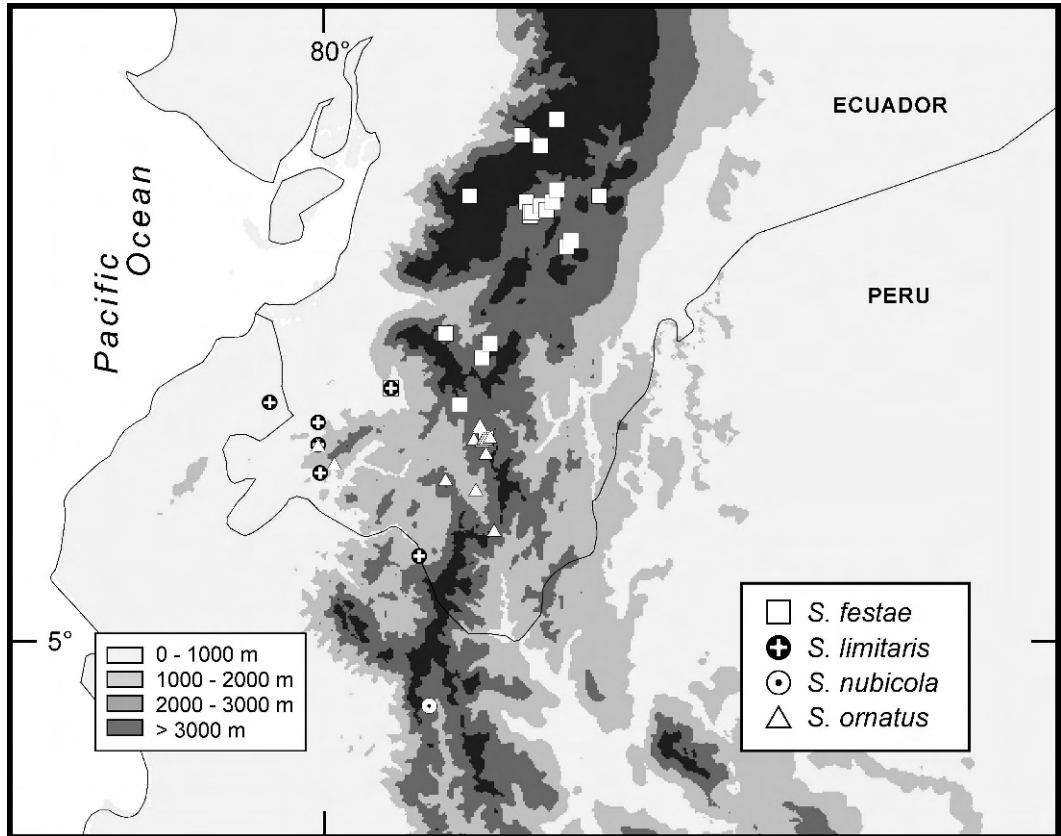 80°
ECUADOR
Pacific
Ocean
PERU
5°
0 - 1000 m
1000 - 2000 m
2000 - 3000 m
> 3000 m
S. festae
S. limitaris
S. nubicola
S. ornatus